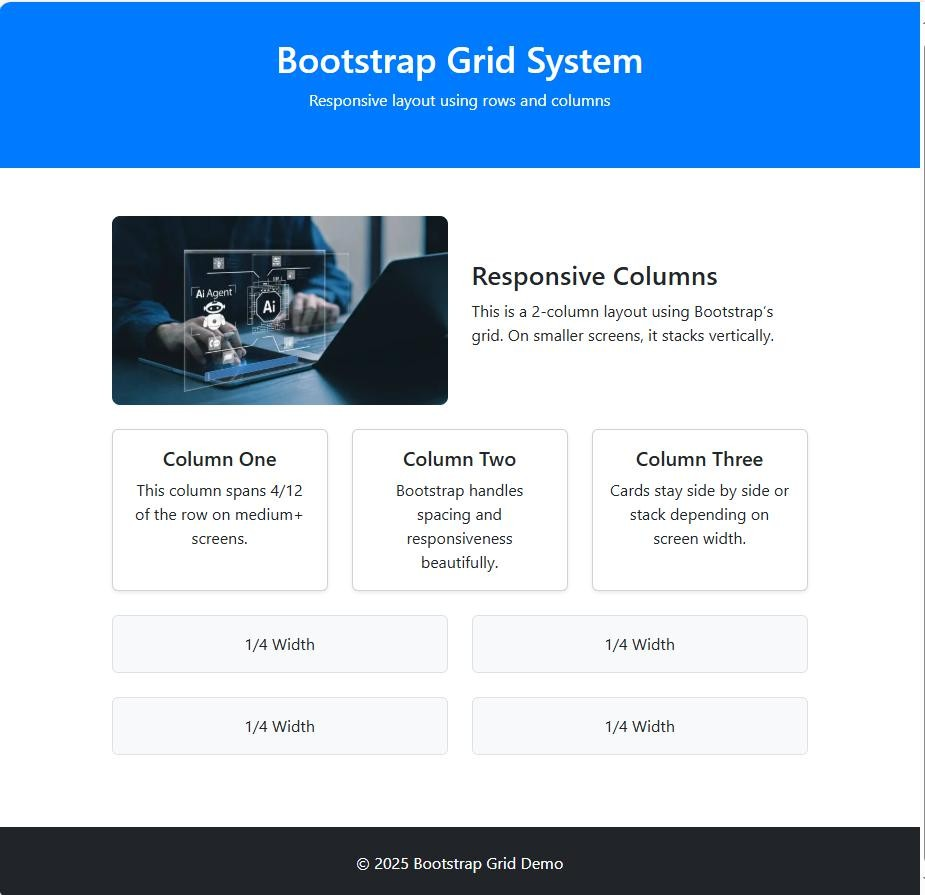 Bootstrap Grid System
Responsive layout using rows and columns
Ai Agent
Ai
Responsive Columns
This is a 2-column layout using Bootstrap’s
grid. On smaller screens, it stacks vertically.
Column One
This column spans 4/12
of the row on medium+
screens.
Column Two
Bootstrap handles
spacing and
responsiveness
beautifully.
Column Three
Cards stay side by side or
stack depending on
screen width.
1/4 Width
1/4 Width
1/4 Width
1/4 Width
© 2025 Bootstrap Grid Demo